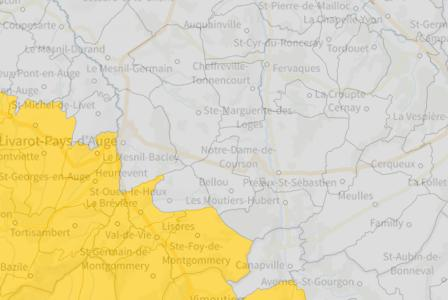 St-Pierre-de-Mailloc
La Chapelle-Yvon
Coupesarte
Auquainville
St-Cyr-du-Ronceray
Tordouet
Le Mesnil-Durand
Le Mesnil-Germain
Cheffreville-
Tonnencourt
Fervaques
Pont-en-Auge
St-Michel-de-Livet
La Croupte
Cernay
Ste-Marguerite-des-
Loges
La Vespière-
Livarot-Pays-d'Auge
Le Mesnil-Bacley
Notre-Dame-de-
Courson
Cerqueux
St-Georges-en-Auge
Heurtevent
Bellou
Préaux-St-Sébastien
La Follet
St-Ouen-le-Houx
La Brévière
Les Moutiers-Hubert
Meulles
Lisores
Familly
Tortisambert
Val-de-Vie
Ste-Foy-de-
Montgommery
St-Germain-de-
Montgommery
St-Aubin-de-
Bonneval
Canapville
Avernes-St-Gourgon
Vimoutiers